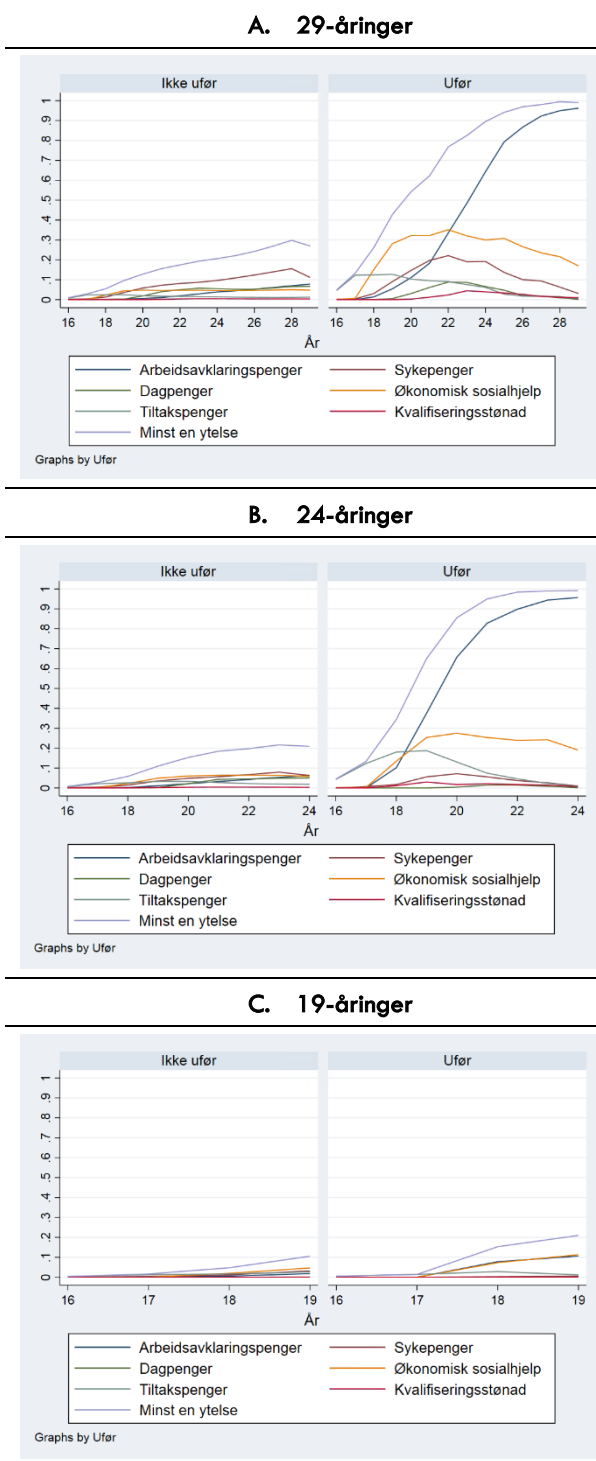 A. 29-åringer
Ikke ufør Ufør
1
.9
.8
.7
.6
.5
.4
.3
.2
.1
0
16 18 20 22 24 26 28 16 18 20 22 24 26 28
År
Arbeidsavklaringspenger Sykepenger
Dagpenger Økonomisk sosialhjelp
Tiltakspenger Kvalifiseringsstønad
Minst en ytelse
Graphs by Ufør
B. 24-åringer
Ikke ufør Ufør
1
.9
.8
.7
.6
.5
.4
.3
.2
.1
0
16 18 20 22 24 16 18 20 22 24
År
Arbeidsavklaringspenger Sykepenger
Dagpenger Økonomisk sosialhjelp
Tiltakspenger Kvalifiseringsstønad
Minst en ytelse
Graphs by Ufør
C. 19-åringer
Ikke ufør Ufør
1
.9
.8
.7
.6
.5
.4
.3
.2
.1
0
16 17 18 19 16 17 18 19
År
Arbeidsavklaringspenger Sykepenger
Dagpenger Økonomisk sosialhjelp
Tiltakspenger Kvalifiseringsstønad
Minst en ytelse
Graphs by Ufør